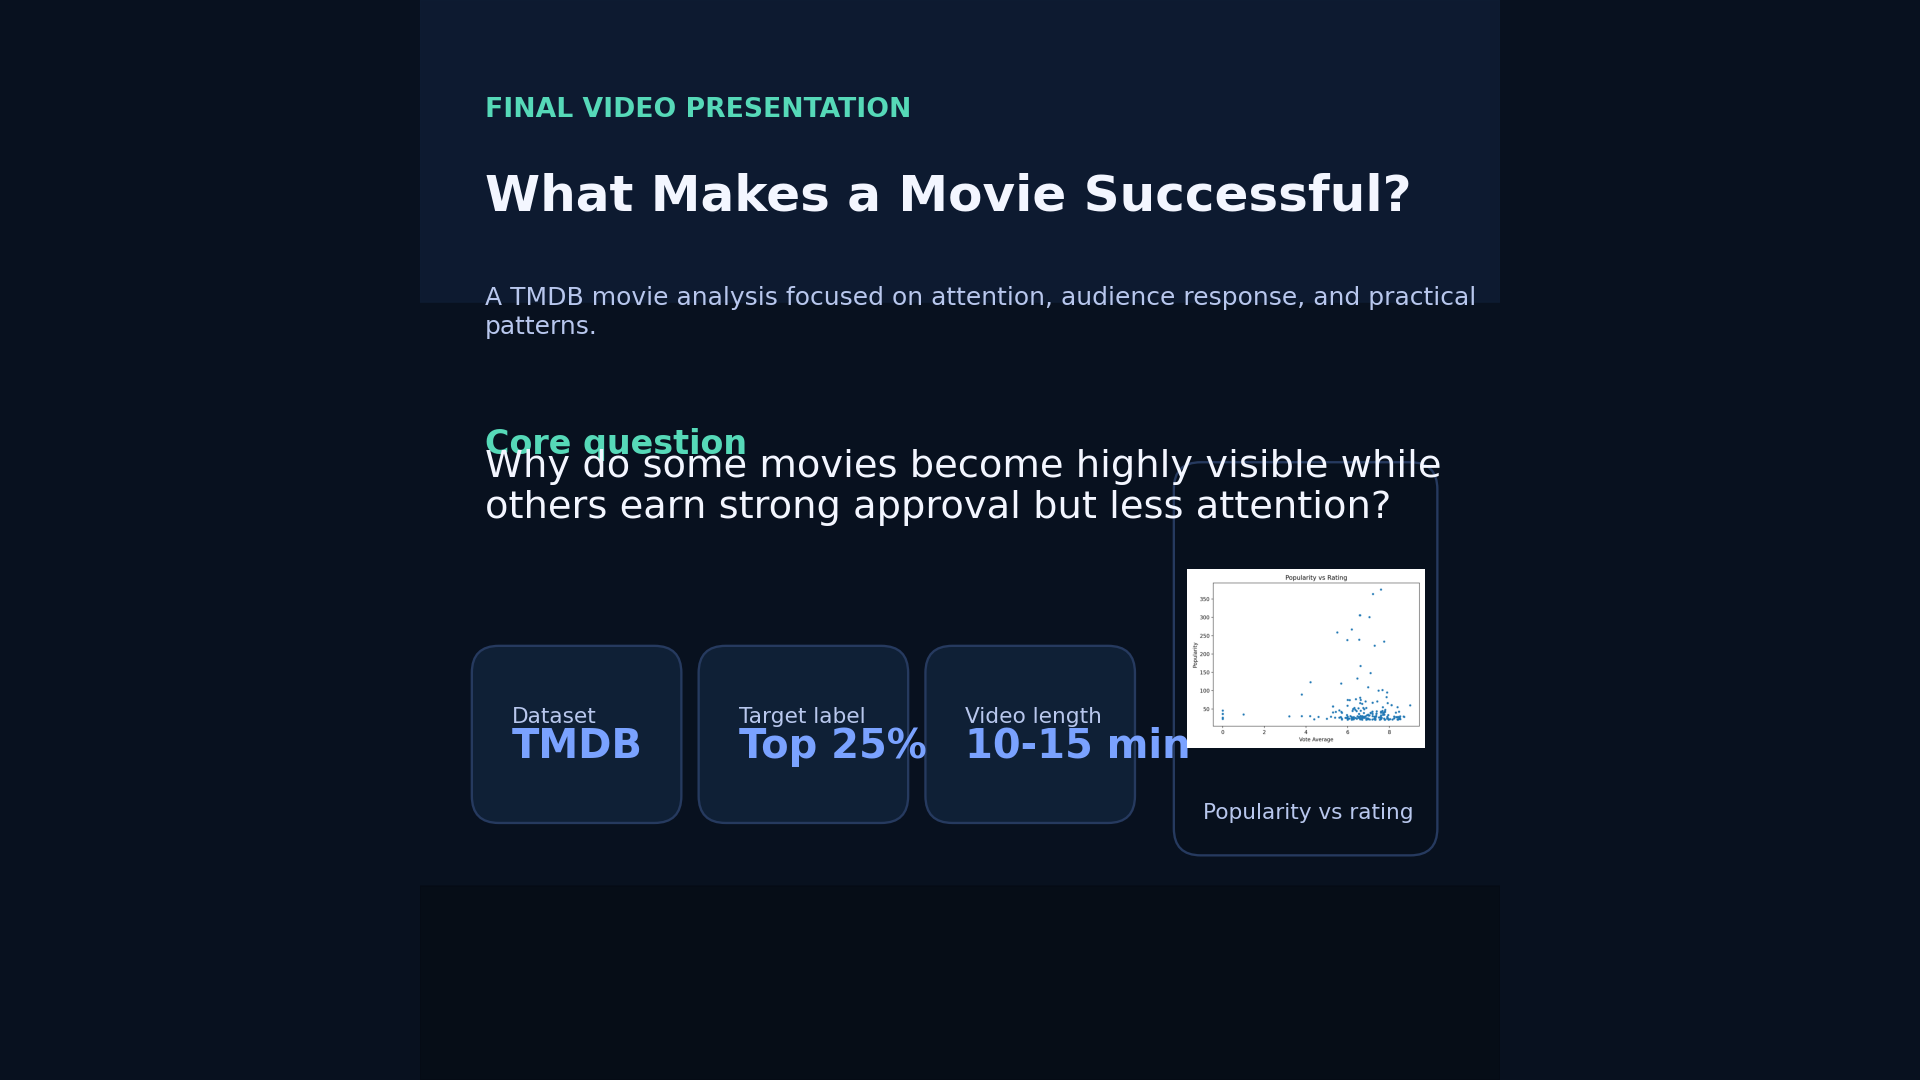 FINAL VIDEO PRESENTATION
What Makes a Movie Successful?
A TMDB movie analysis focused on attention, audience response, and practical
patterns.
Core question
Why do some movies become highly visible while
others earn strong approval but less attention?
Dataset
TMDB
Target label
Top 25%
Video length
10-15 min
Popularity vs Rating
Popularity
350
300
250
200
150
100
50
0 2 4 6 8
Vote Average
Popularity vs rating